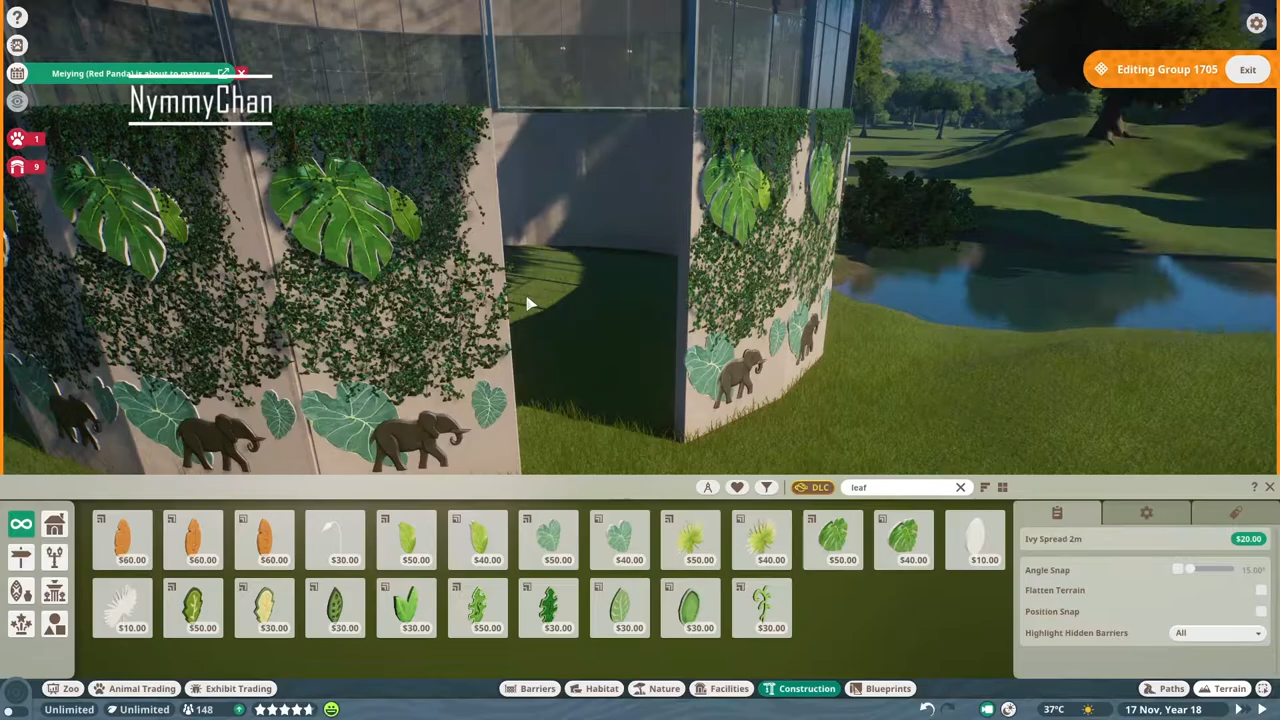 ?
Meiying (Red Panda) is about to mature
NymmyChan
Editing Group 1705
Exit
1
9
DLC
leaf
?
$60.00
$60.00
$60.00
$30.00
$50.00
$40.00
$50.00
$40.00
$50.00
$40.00
$50.00
$40.00
$10.00
$10.00
$50.00
$30.00
$30.00
$30.00
$50.00
$30.00
$30.00
$30.00
$30.00
Ivy Spread 2m
$20.00
Angle Snap
15.00°
Flatten Terrain
Position Snap
Highlight Hidden Barriers
All
Zoo
Animal Trading
Exhibit Trading
Barriers
Habitat
Nature
Facilities
Construction
Blueprints
Paths
Terrain
Unlimited
Unlimited
148
37°C
17 Nov, Year 18